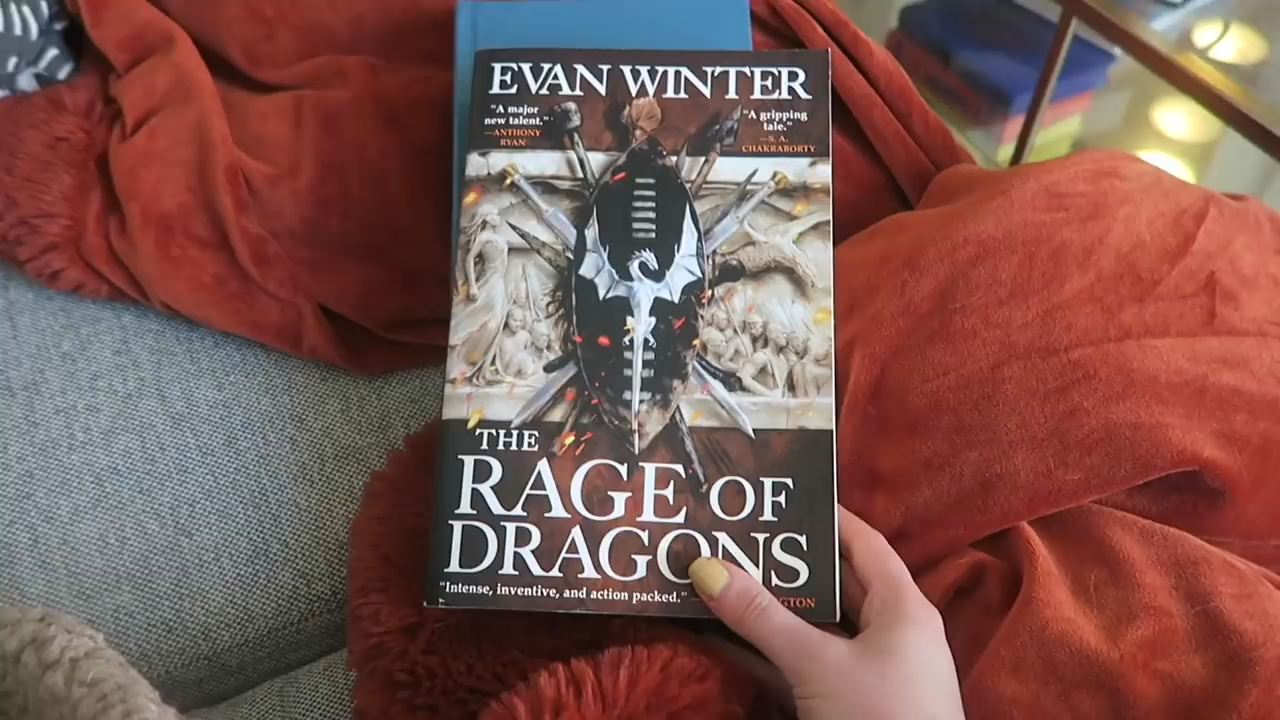 EVAN WINTER
"A major
new talent."
—ANTHONY
RYAN
"A gripping
tale."
—S. A.
CHAKRABORTY
THE
RAGE OF
DRAGONS
"Intense, inventive, and action packed."